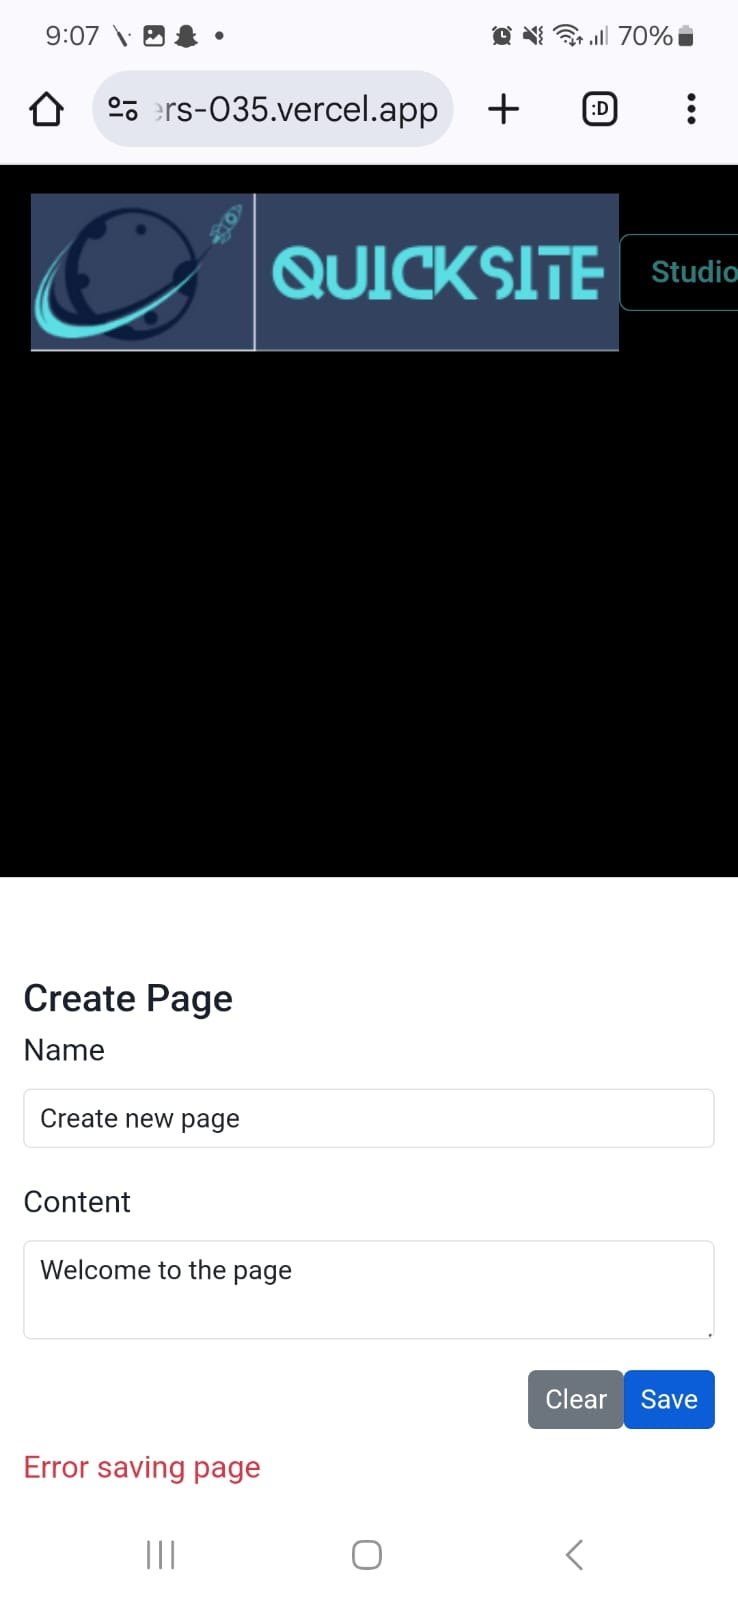 9:07
70%
ers-035.vercel.app
:D
QUICKSITE
Studio
Create Page
Name
Create new page
Content
Welcome to the page
Clear Save
Error saving page